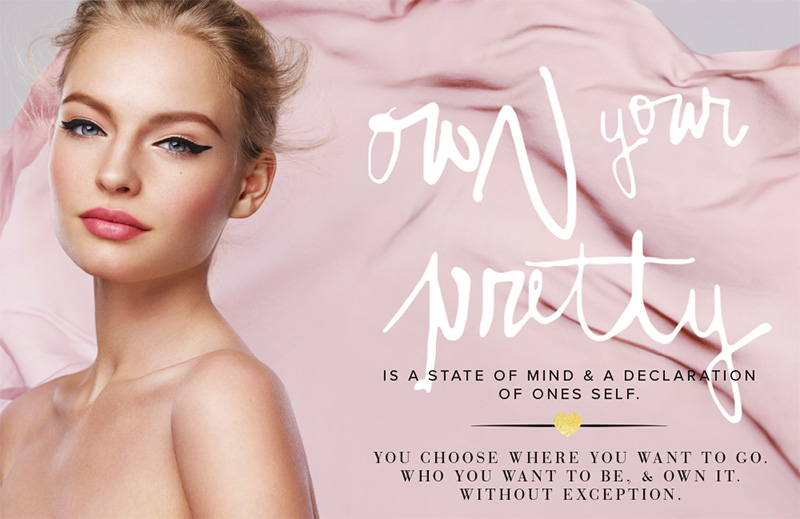 own your
pretty
IS A STATE OF MIND & A DECLARATION
OF ONES SELF.
YOU CHOOSE WHERE YOU WANT TO GO.
WHO YOU WANT TO BE, & OWN IT.
WITHOUT EXCEPTION.